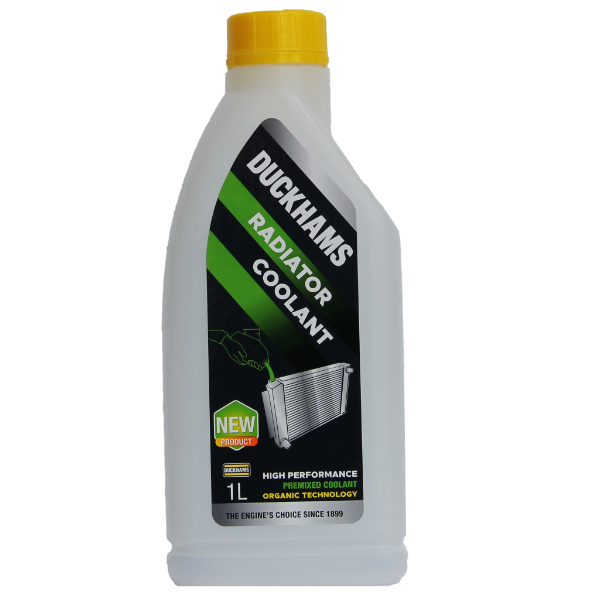 DUCKHAMS
RADIATOR
COOLANT
NEW
PRODUCT
DUCKHAMS
1L
HIGH PERFORMANCE
PREMIXED COOLANT
ORGANIC TECHNOLOGY
THE ENGINE'S CHOICE SINCE 1899